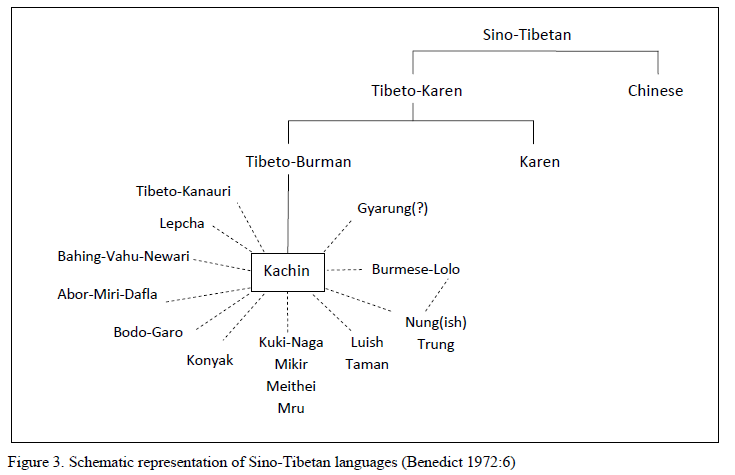 Sino-Tibetan
Tibeto-Karen
Chinese
Tibeto-Burman
Karen
Tibeto-Kanauri
Gyarung(?)
Lepcha
Bahing-Vahu-Newari
Kachin
Burmese-Lolo
Abor-Miri-Dafla
Bodo-Garo
Nung(ish)
Trung
Konyak
Kuki-Naga
Mikir
Meithei
Mru
Luish
Taman
Figure 3. Schematic representation of Sino-Tibetan languages (Benedict 1972:6)